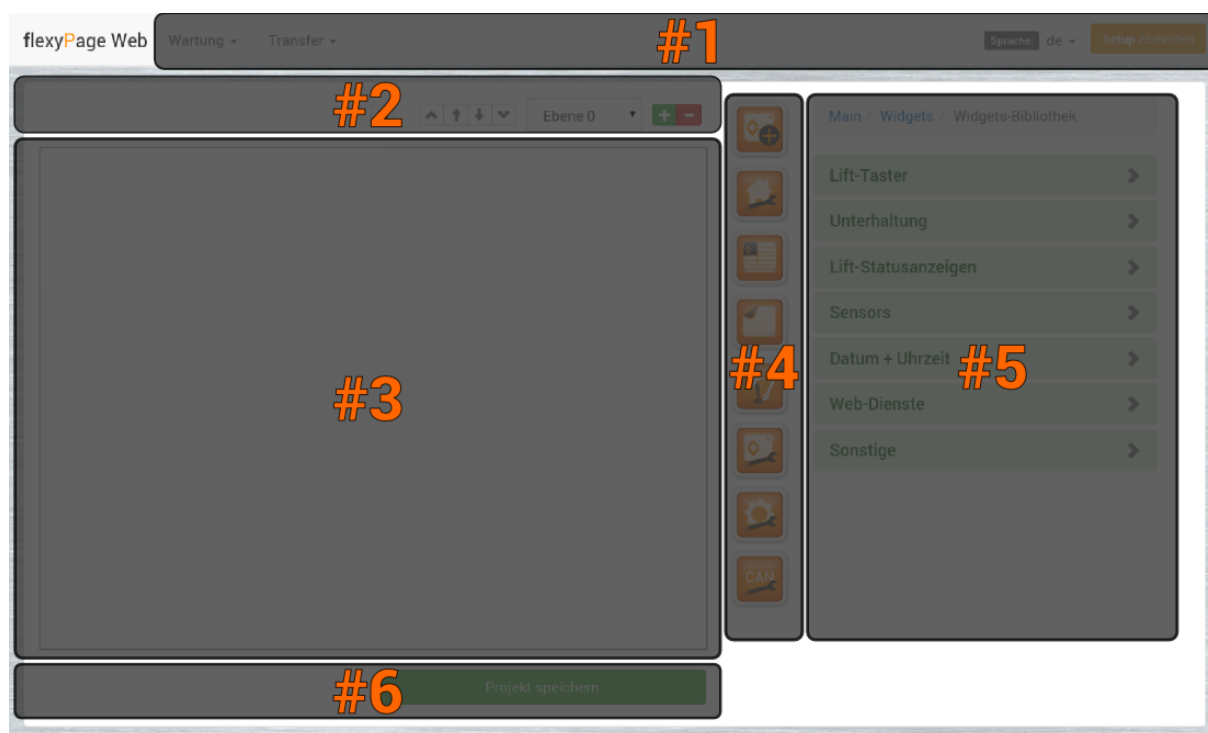 flexyPage Web
Wartung
Transfer
#1
Sprache:
de
Setup Abmelden
#2
Ebene 0
#3
#4
CAN
Main / Widgets / Widgets-Bibliothek
Lift-Taster
Unterhaltung
Lift-Statusanzeigen
Sensors
Datum + Uhrzeit
#5
Web-Dienste
Sonstige
#6
Projekt speichern